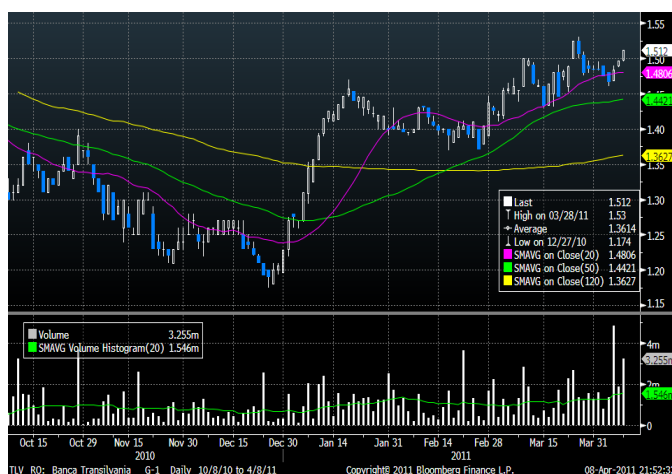 1.55
1.512
1.50
1.4806
1.45
1.4421
1.40
1.3627
1.35
1.30
1.25
1.20
1.15
Last 1.512
High on 03/28/11 1.53
Average 1.3614
Low on 12/27/10 1.174
SMAVG on Close(20) 1.4806
SMAVG on Close(50) 1.4421
SMAVG on Close(120) 1.3627
Volume 3.255m
SMAVG Volume Histogram(20) 1.546m
4m
3.255m
2m
1.546m
0
Oct 15 Oct 29 Nov 15 Nov 30 Dec 15 Dec 30 Jan 14 Jan 31 Feb 14 Feb 28 Mar 15 Mar 31
2010 2011
TLV RO: Banca Transilvania G-1 Daily 10/8/10 to 4/8/11 Copyright© 2011 Bloomberg Finance L.P. 08-Apr-2011